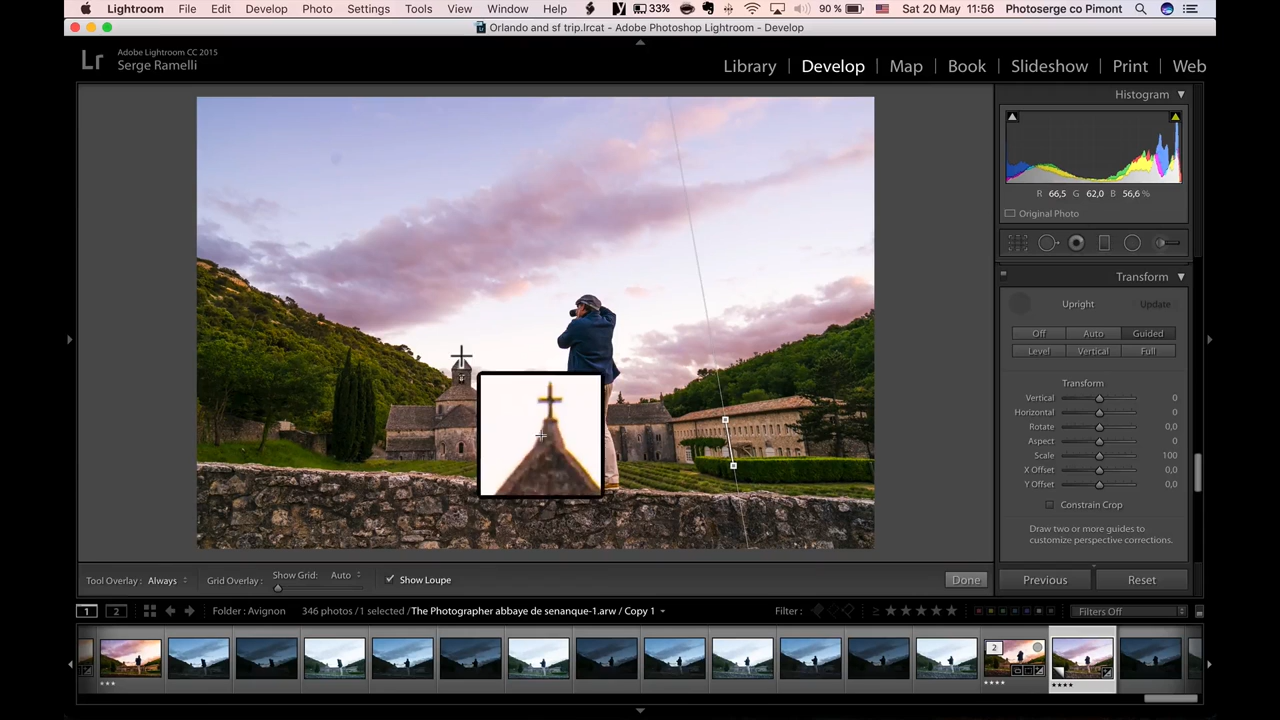 Lightroom File Edit Develop Photo Settings Tools View Window Help 33% 90 % Sat 20 May 11:56 Photoserge co Pimont
Orlando and sf trip.lrcat - Adobe Photoshop Lightroom - Develop
Lr Adobe Lightroom CC 2015
Serge Ramelli
Library | Develop | Map | Book | Slideshow | Print | Web
Histogram
R 66,5 G 62,0 B 56,6 %
Original Photo
Transform
Upright Update
Off Auto Guided
Level Vertical Full
Transform
Vertical 0
Horizontal 0
Rotate 0,0
Aspect 0
Scale 100
X Offset 0,0
Y Offset 0,0
Constrain Crop
Draw two or more guides to
customize perspective corrections.
Tool Overlay: Always Grid Overlay: Show Grid: Auto Show Loupe Done
Previous Reset
1 2 Folder : Avignon 346 photos / 1 selected / The Photographer abbaye de senanque-1.arw / Copy 1 Filter : Filters Off
2